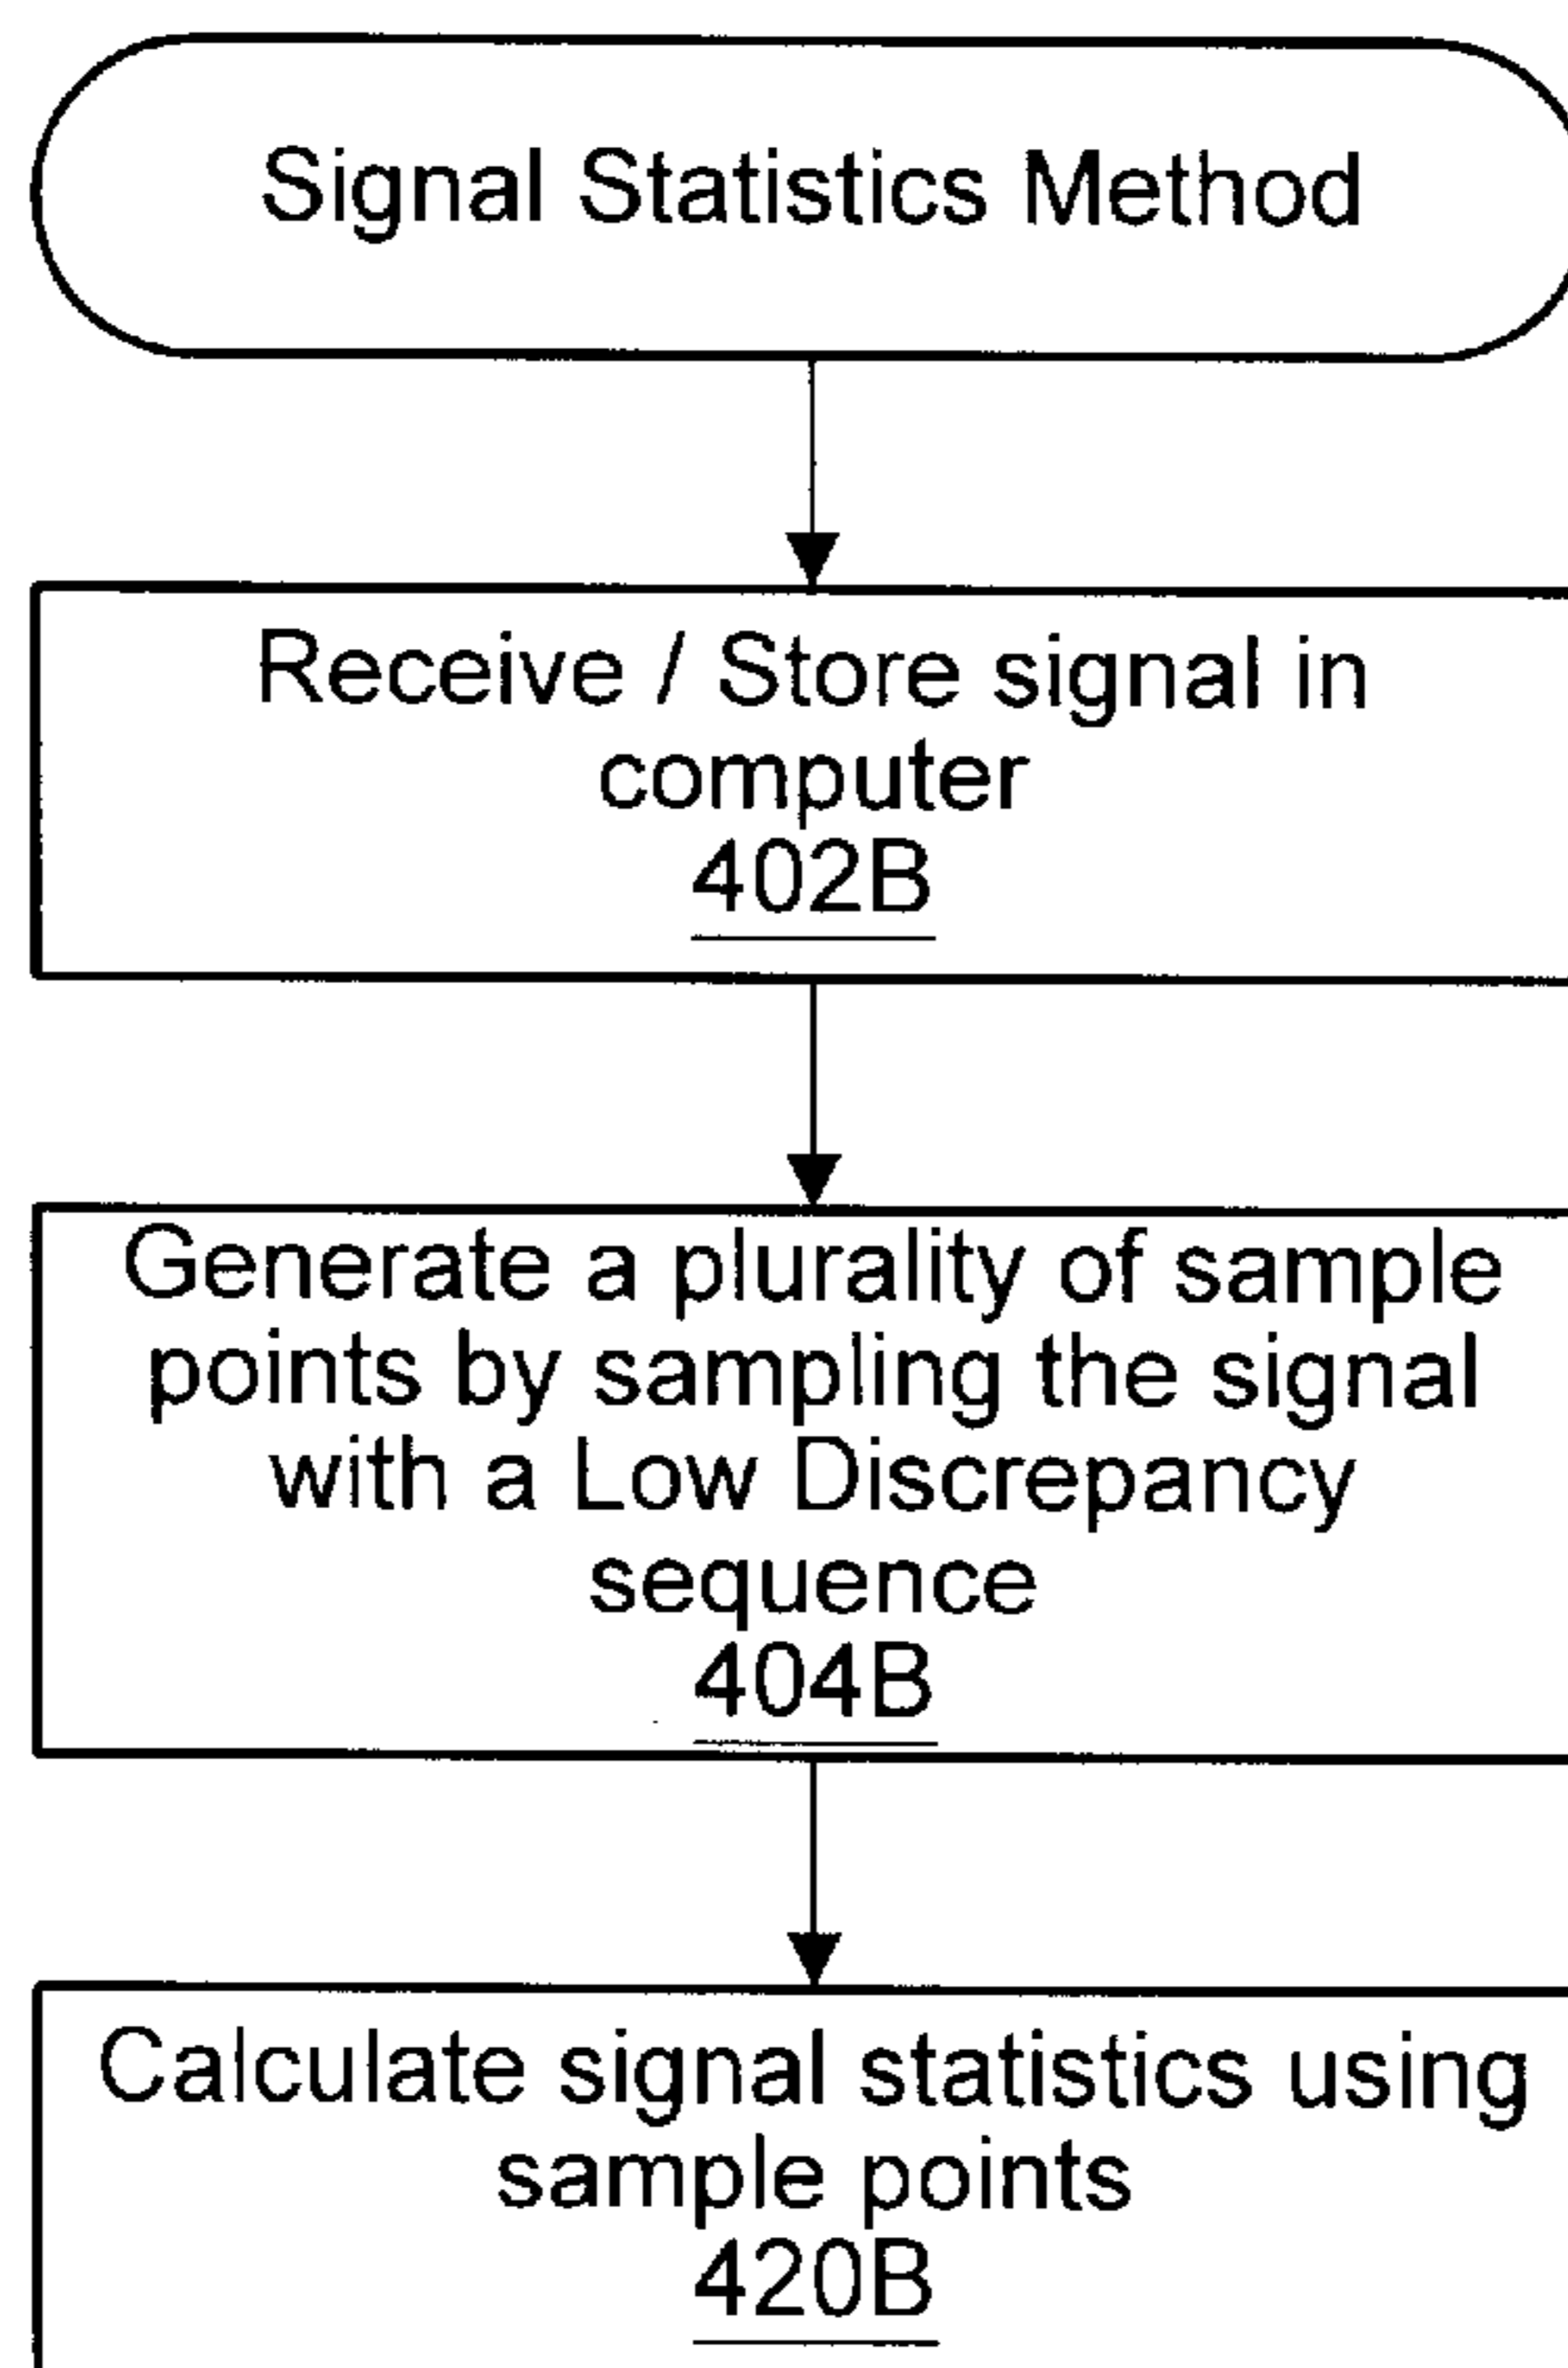 Signal Statistics Method
Receive / Store signal in
computer
402B
Generate a plurality of sample
points by sampling the signal
with a Low Discrepancy
sequence
404B
Calculate signal statistics using
sample points
420B